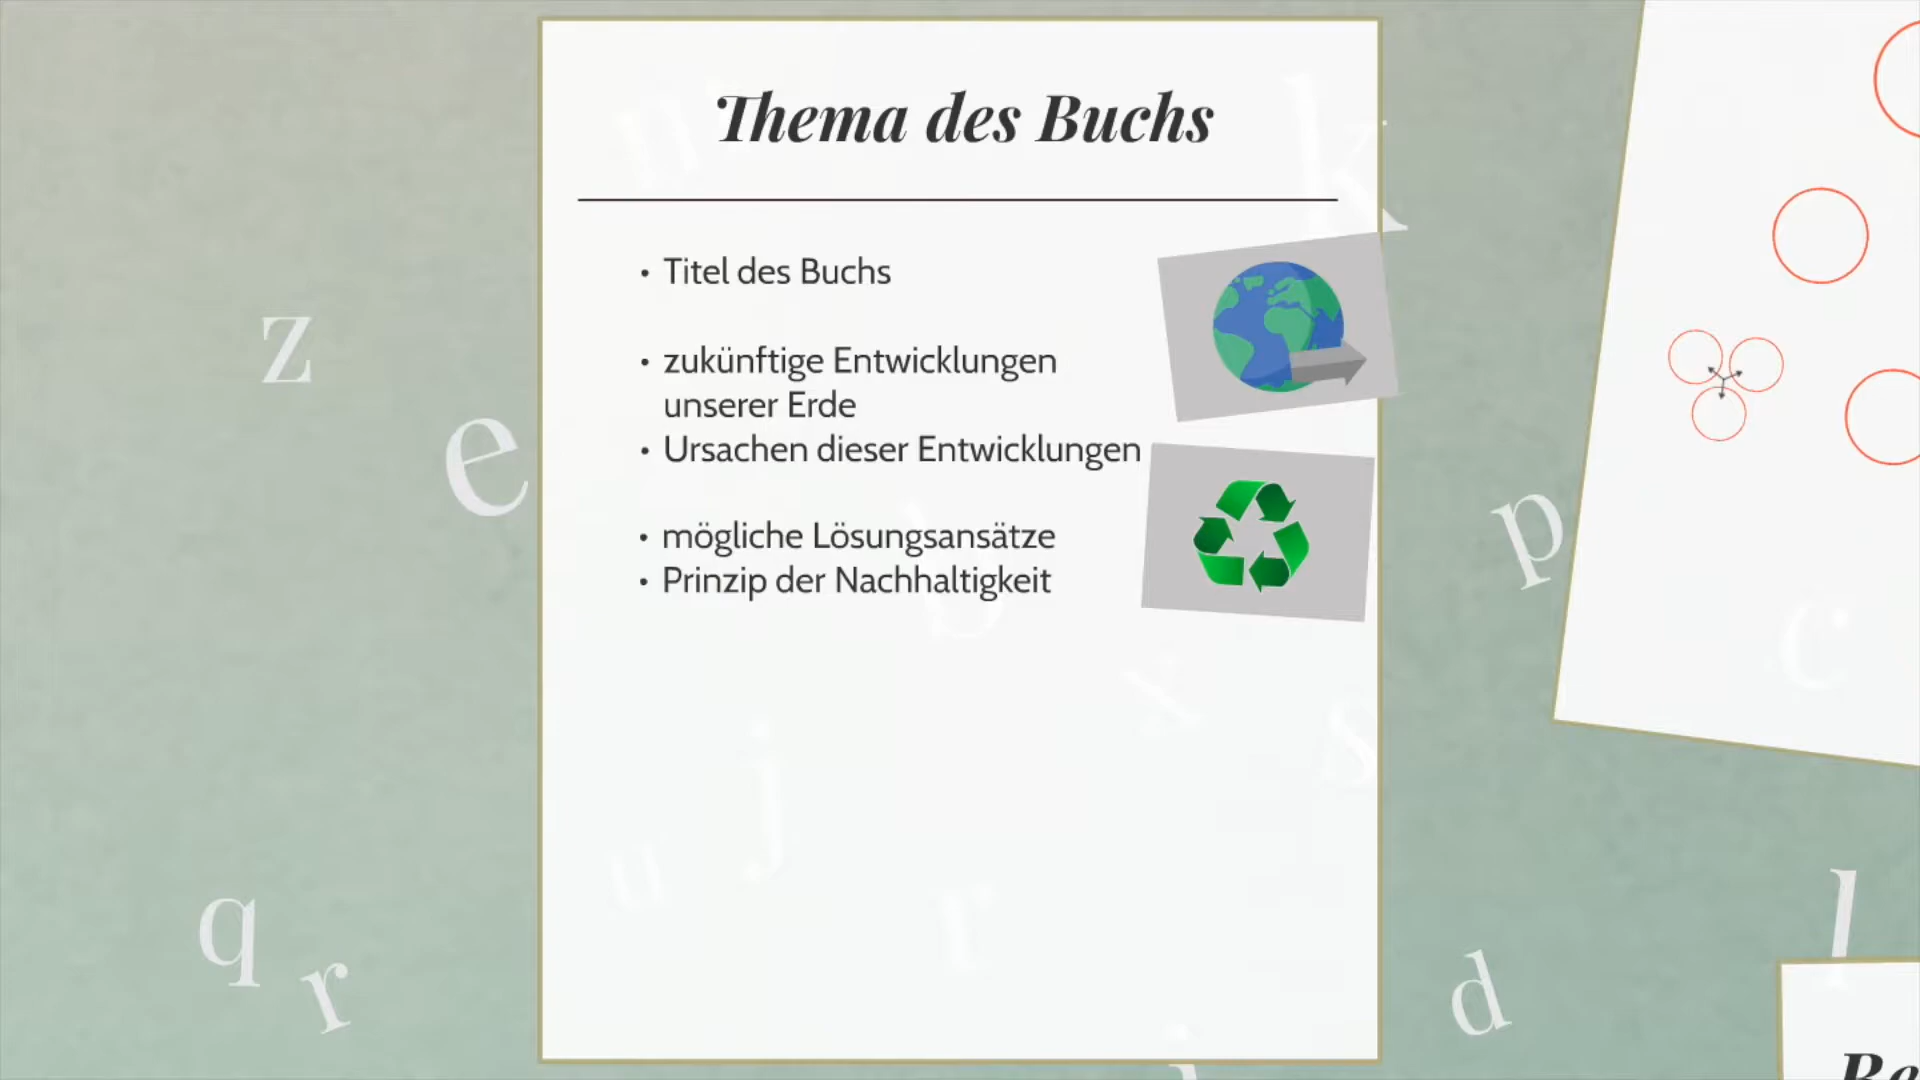 Thema des Buchs
• Titel des Buchs
• zukünftige Entwicklungen
unserer Erde
• Ursachen dieser Entwicklungen
• mögliche Lösungsansätze
• Prinzip der Nachhaltigkeit
z
e
k
p
c
s
q
r
u
j
r
d
l